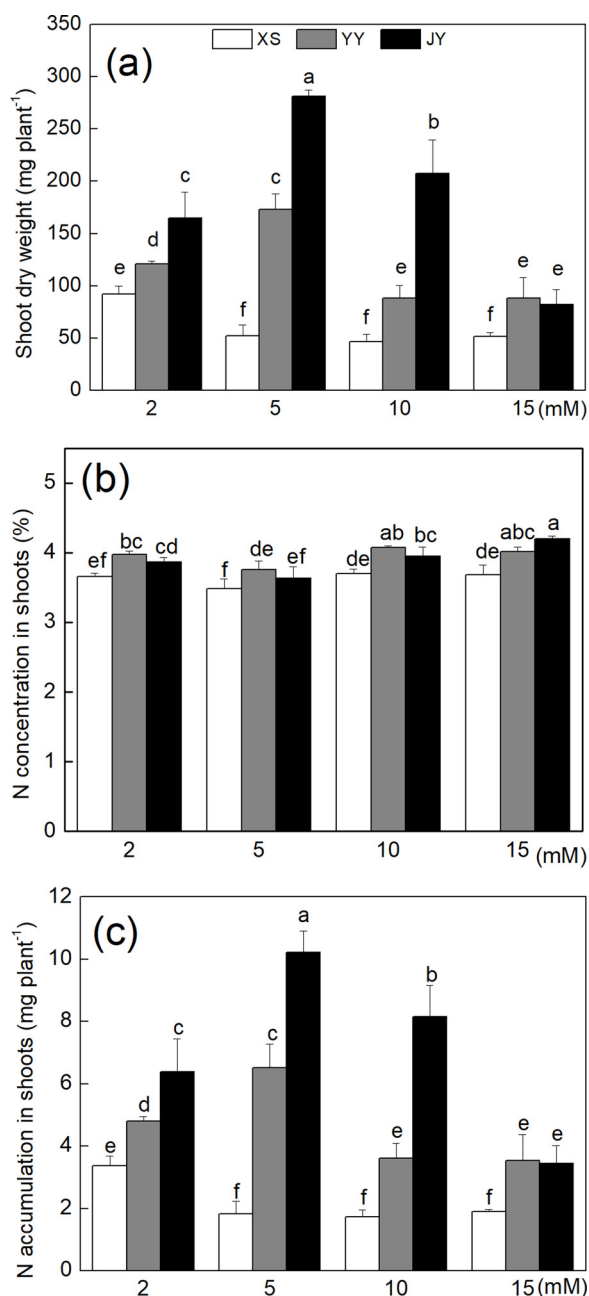 350
XS YY JY
(a)
a
300
250
b
200
c
c
150
d
e
e
e
e
100
f
f
f
50
0
Shoot dry weight (mg plant⁻¹)
2 5 10 15 (mM)
(b)
5
a
ab
abc
bc
cd
bc
de
ef
de
de
ef
f
4
3
2
1
0
N concentration in shoots (%)
2 5 10 15 (mM)
12
(c)
a
10
b
8
c
c
6
d
e
e
e
e
4
f
f
f
2
0
N accumulation in shoots (mg plant⁻¹)
2 5 10 15 (mM)